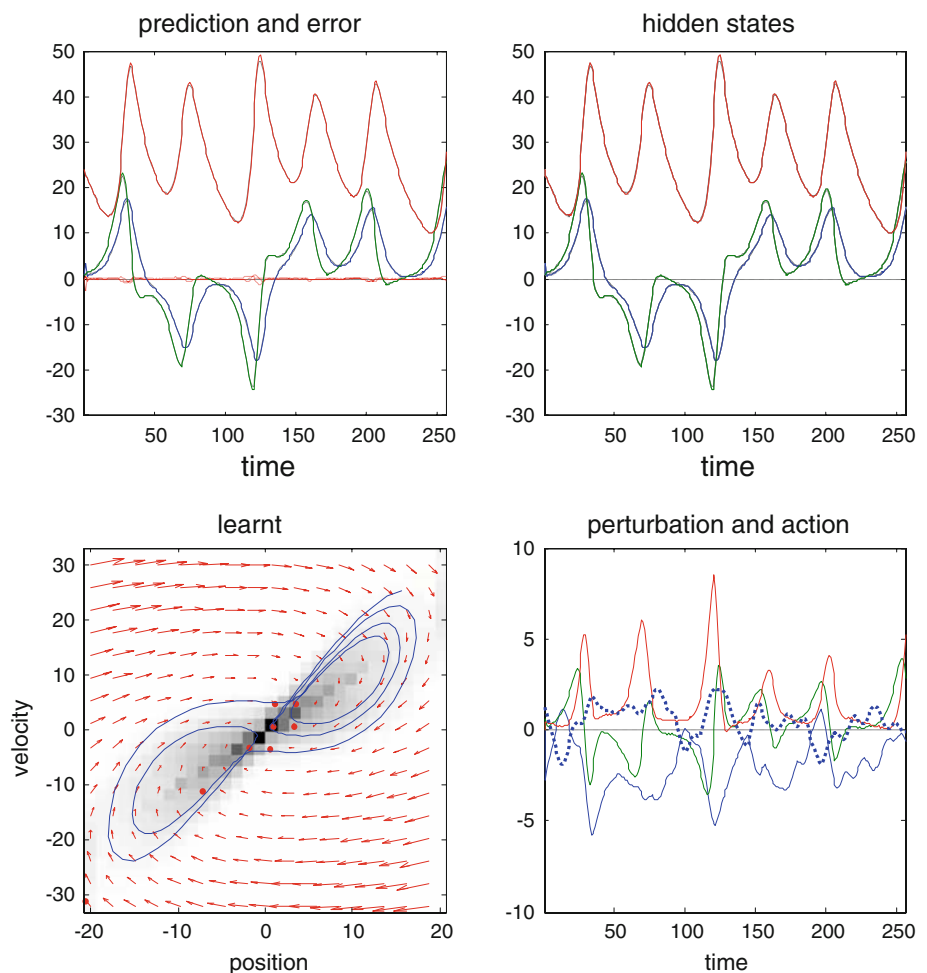 prediction and error
50
40
30
20
10
0
-10
-20
-30
50 100 150 200 250
time
hidden states
50
40
30
20
10
0
-10
-20
-30
50 100 150 200 250
time
learnt
velocity
30
20
10
0
-10
-20
-30
-20 -10 0 10 20
position
perturbation and action
10
5
0
-5
-10
50 100 150 200 250
time